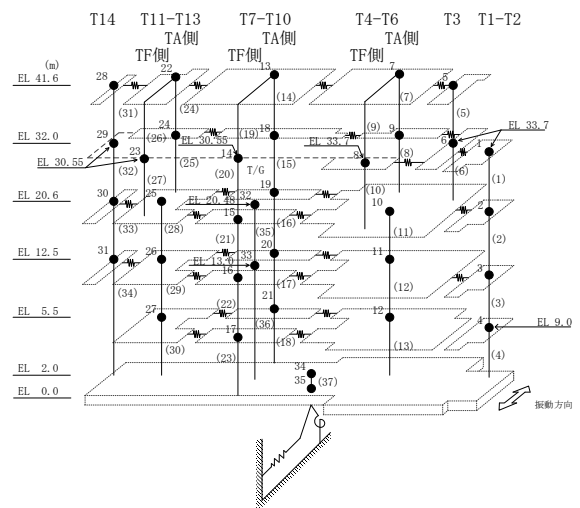 T14 T11-T13 T7-T10 T4-T6 T3 T1-T2
TA側 TA側 TA側
TF側 TF側 TF側
(m)
EL 41.6 28 22 13 7 5
(31) (24) (14) (7) (5)
EL 32.0 29 24 (19) 18 (9) 2 9 6 EL 33.7
(26) EL 30.55 EL 33.7 1
EL 30.55 23 (25) 14 (15) 8 (8) (6)
(32) (20) T/G (1)
(27) 19 (10)
EL 20.6 30 25 EL 20.48 32 10 2
(33) (28) 15 (35) (16) (11) (2)
(21) 20
EL 12.5 31 26 EL 13.0 33 11 3
(34) (29) 16 (17) (12) (3)
(22) 21
EL 5.5 27 (36) 12 4 EL 9.0
(30) 17 (18) (13) (4)
(23)
EL 2.0 34
35 (37)
EL 0.0 振動方向